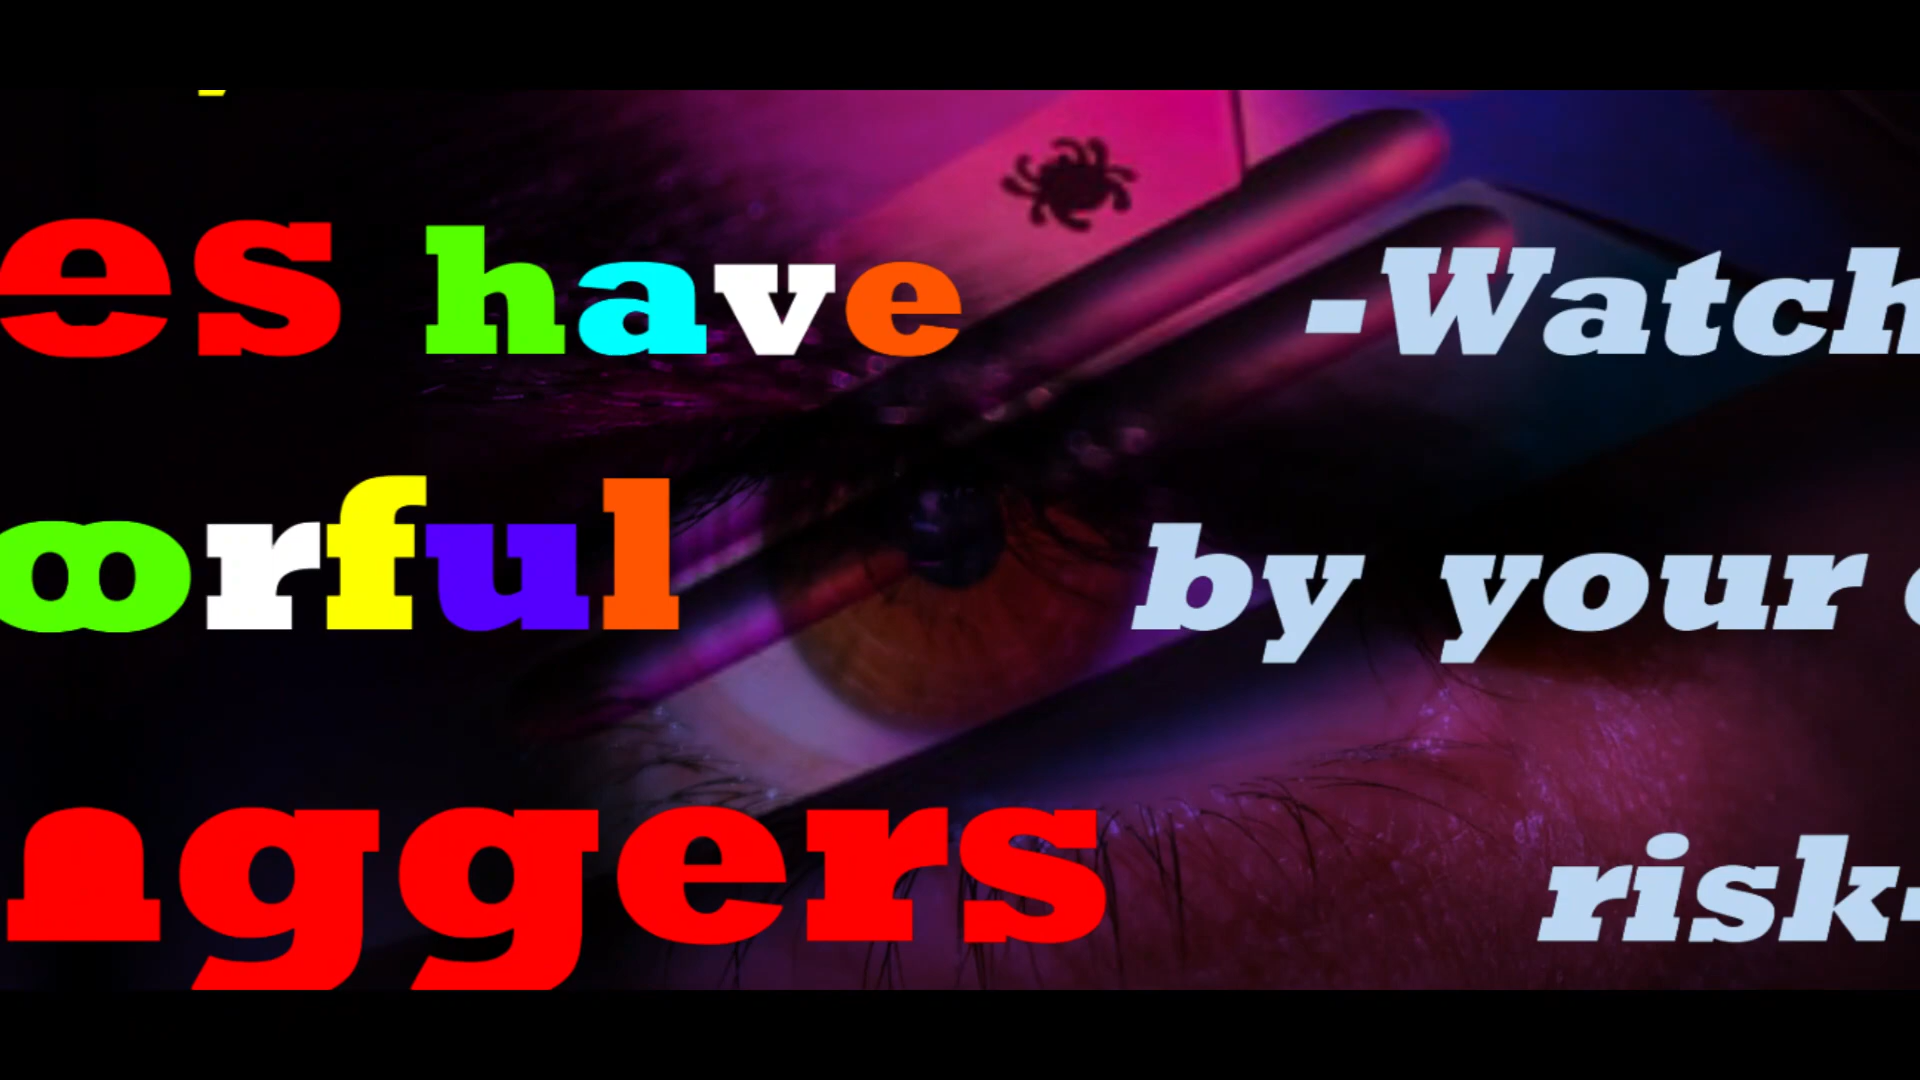 es have
-Watch
orful
by your
ggers
risk-